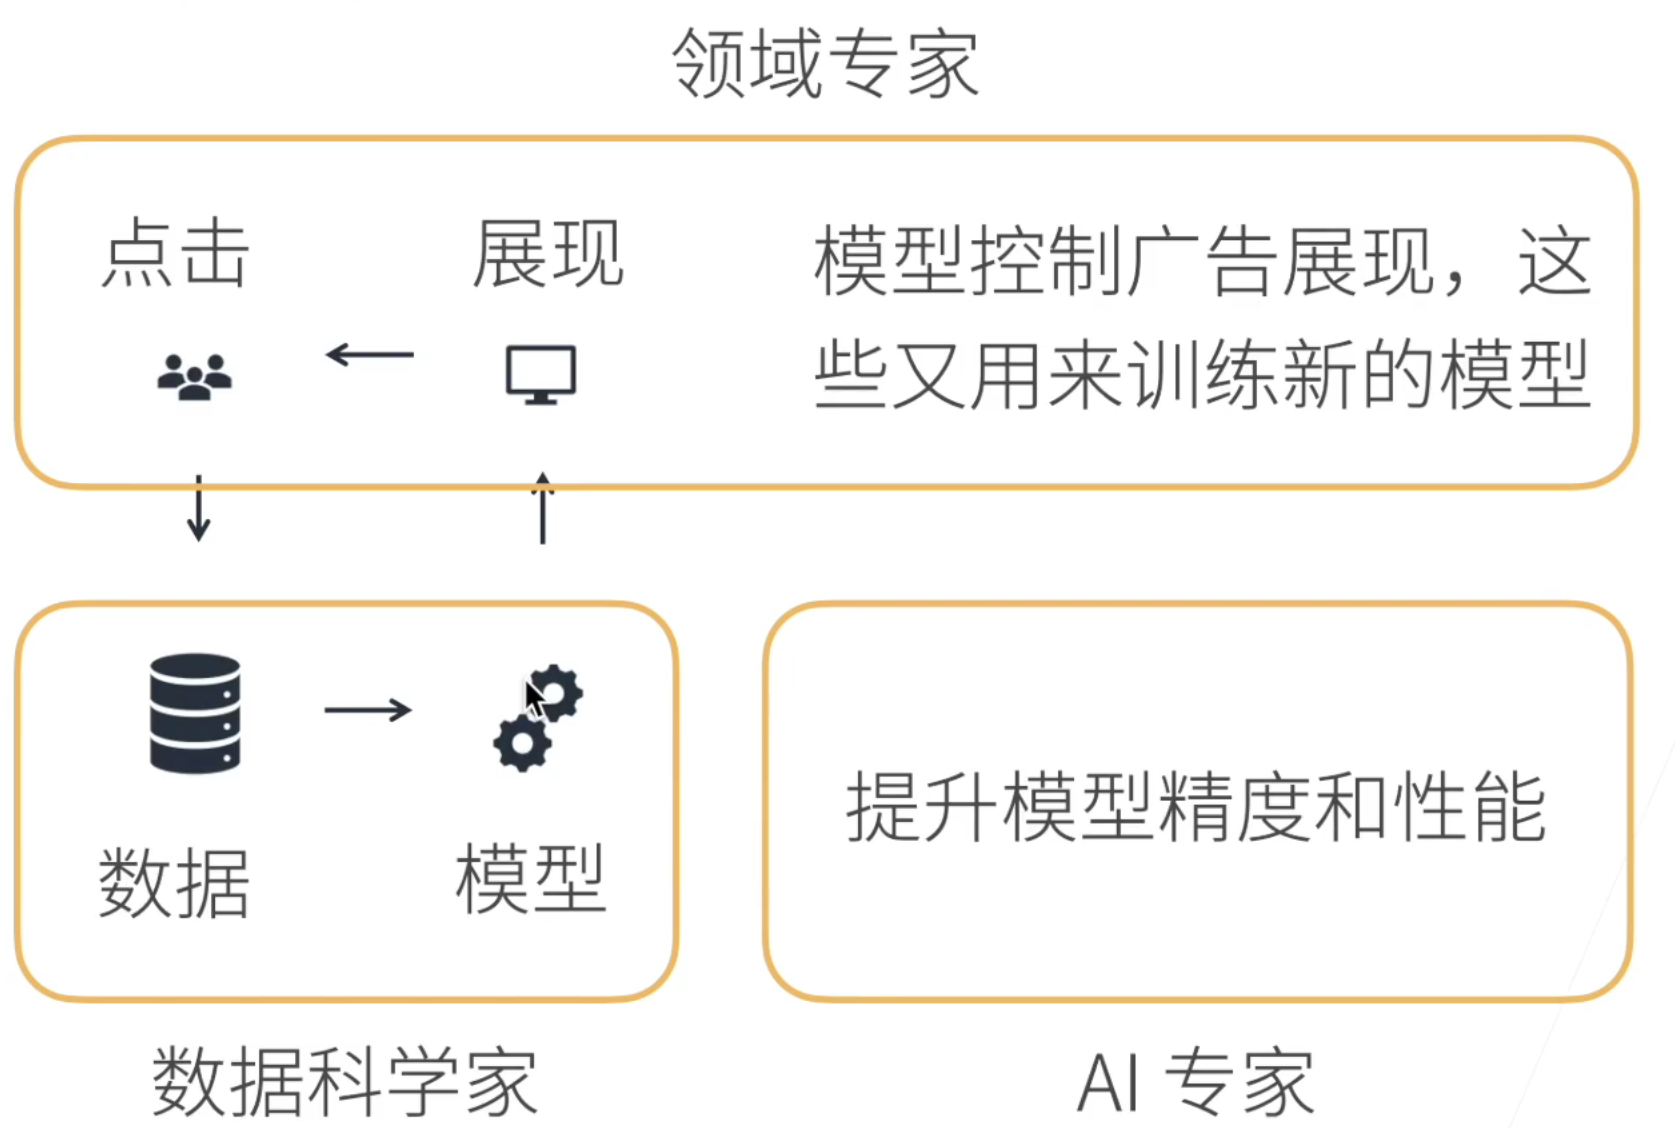 领域专家
点击
展现
模型控制广告展现，这
些又用来训练新的模型
数据
模型
提升模型精度和性能
数据科学家
AI 专家